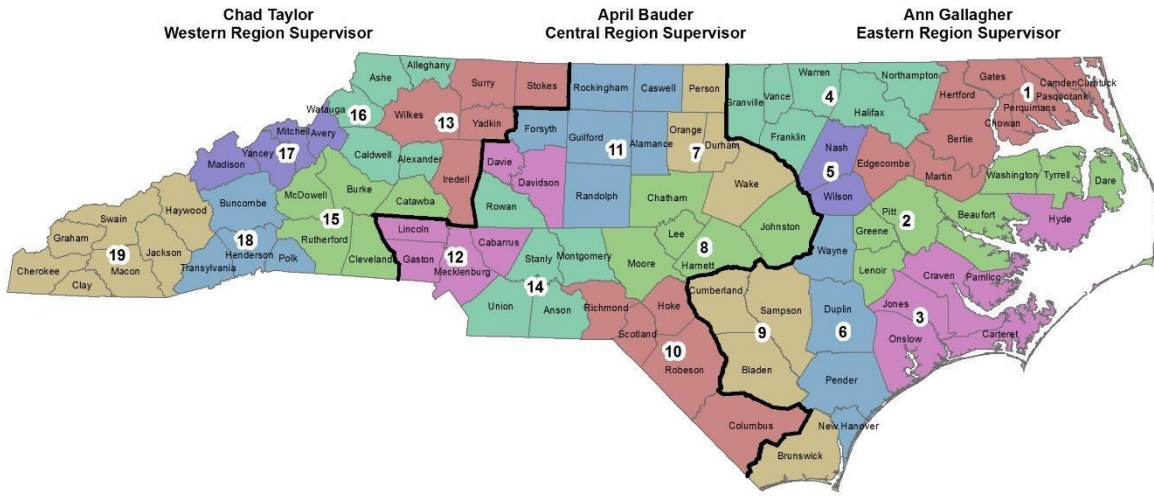 Chad Taylor
Western Region Supervisor
April Bauder
Central Region Supervisor
Ann Gallagher
Eastern Region Supervisor
Ashe
Alleghany
Surry
Stokes
Rockingham
Caswell
Person
Granville
Vance
Warren
Northampton
Gates
Camden
Currituck
Hertford
1
Pasquotank
Perquimans
Chowan
Watauga
16
Wilkes
13
Yadkin
Forsyth
Guilford
11
Alamance
Orange
7
Durham
4
Halifax
Franklin
Bertie
Mitchell
Avery
Yancey
17
Madison
Caldwell
Alexander
Iredell
Davie
Davidson
Randolph
Chatham
Wake
Nash
5
Wilson
Edgecombe
Martin
Washington
Tyrrell
Dare
McDowell
Burke
Catawba
15
Rowan
Buncombe
Haywood
Swain
Graham
Jackson
19
Cherokee
Macon
Clay
18
Henderson
Transylvania
Polk
Rutherford
Cleveland
Lincoln
12
Gaston
Mecklenburg
Cabarrus
Stanly
Montgomery
14
Union
Anson
Moore
Lee
8
Harnett
Johnston
Pitt
2
Greene
Beaufort
Hyde
Wayne
Lenoir
Craven
Pamlico
Jones
3
Carteret
Onslow
Richmond
Hoke
Scotland
10
Robeson
Cumberland
Sampson
9
Bladen
Duplin
6
Pender
Columbus
New Hanover
Brunswick